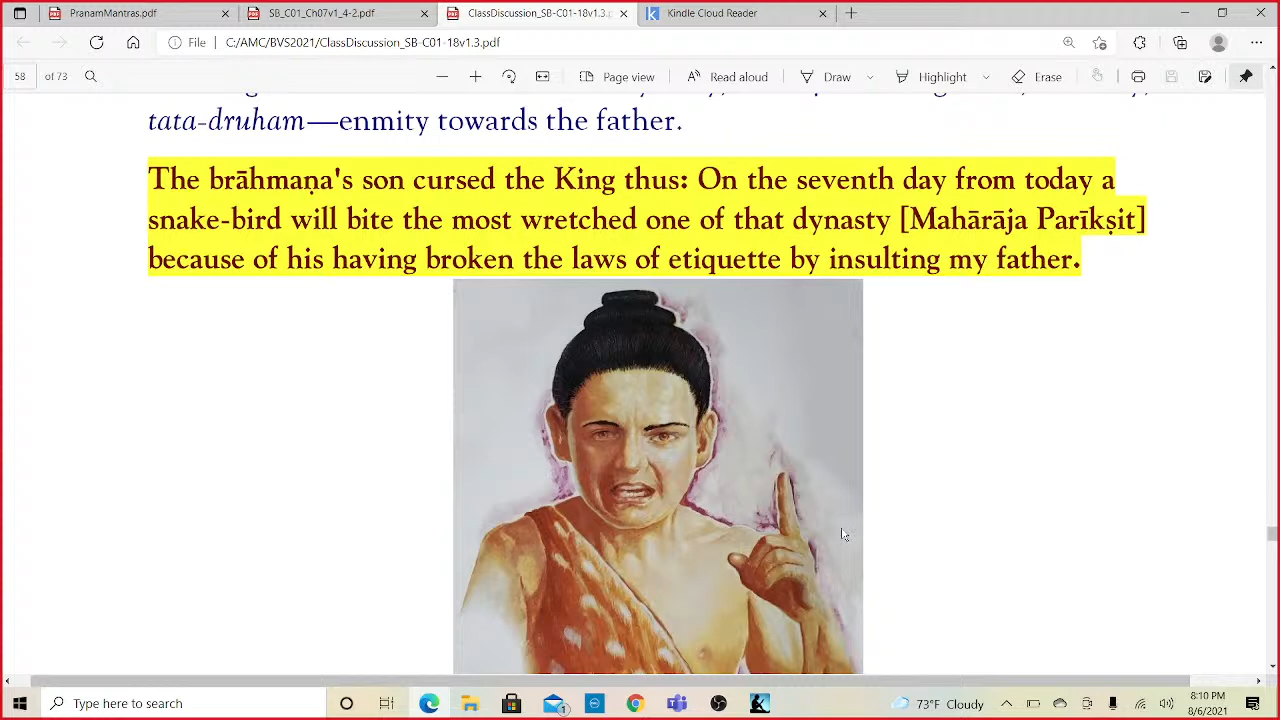 PranamMantras.pdf
SB_C01_Ch07v1_4-2.pdf
ClassDiscussion_SB-C01-18v1.3.p
Kindle Cloud Reader
File C:/AMC/BVS2021/ClassDiscussion_SB-C01-18v1.3.pdf
58 of 73
Page view
Read aloud
Draw
Highlight
Erase
tata-druham—enmity towards the father.
The brāhmaṇa's son cursed the King thus: On the seventh day from today a
snake-bird will bite the most wretched one of that dynasty [Mahārāja Parīkṣit]
because of his having broken the laws of etiquette by insulting my father.
Type here to search
73°F Cloudy
8:10 PM
8/6/2021